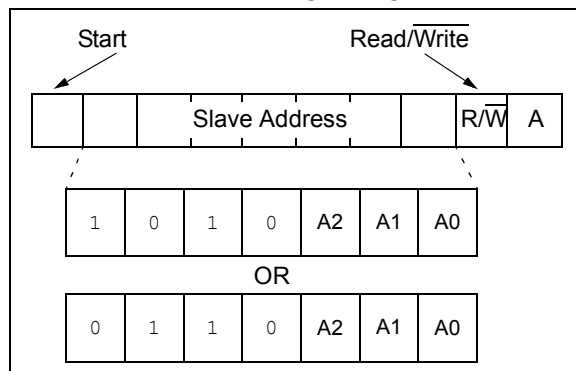 Start Read/Write
Slave Address R/W A
1 0 1 0 A2 A1 A0
OR
0 1 1 0 A2 A1 A0